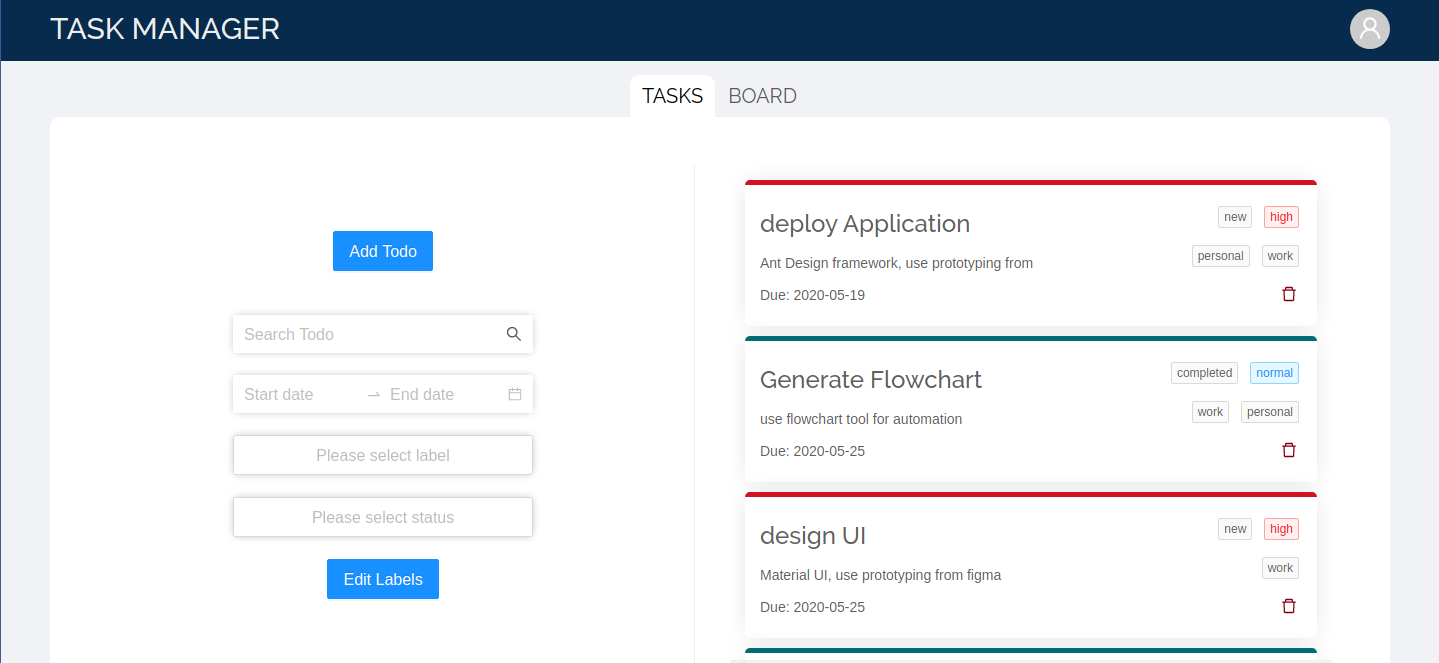 TASK MANAGER
TASKS BOARD
Add Todo
Search Todo
Start date End date
Please select label
Please select status
Edit Labels
deploy Application new high
Ant Design framework, use prototyping from personal work
Due: 2020-05-19
Generate Flowchart completed normal
use flowchart tool for automation work personal
Due: 2020-05-25
design UI new high
Material UI, use prototyping from figma work
Due: 2020-05-25